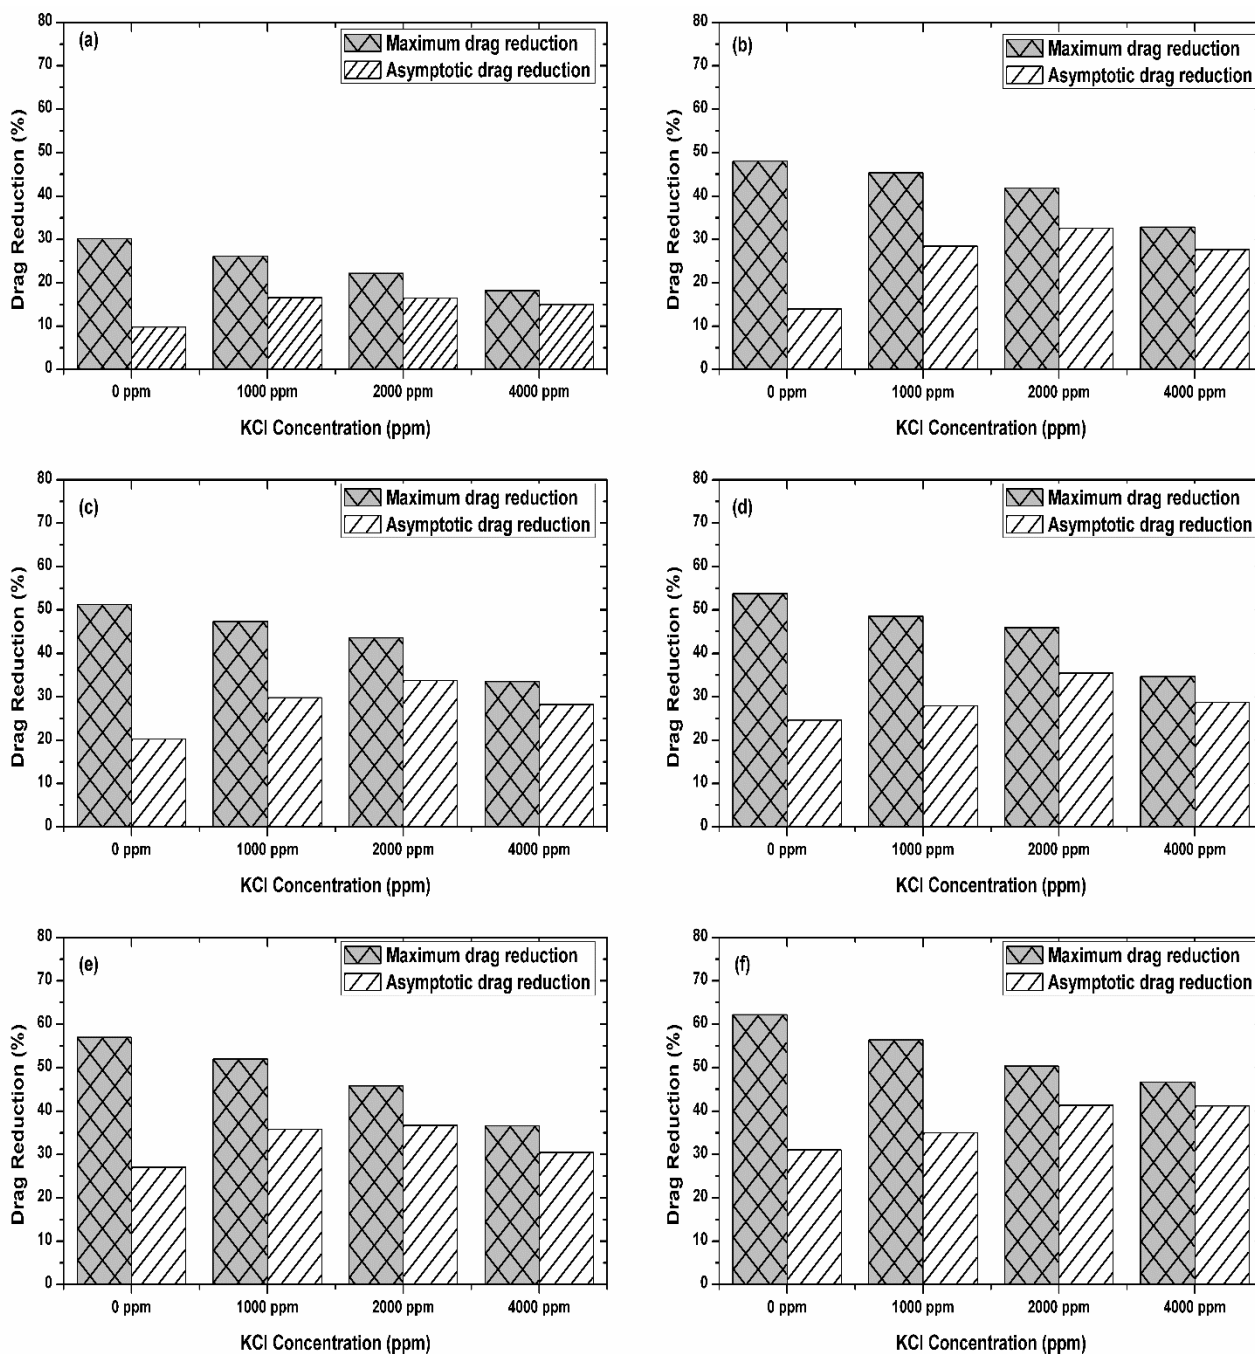 (a)
Maximum drag reduction
Asymptotic drag reduction
80
70
60
50
40
30
20
10
0
Drag Reduction (%)
0 ppm 1000 ppm 2000 ppm 4000 ppm
KCl Concentration (ppm)
(b)
Maximum drag reduction
Asymptotic drag reduction
80
70
60
50
40
30
20
10
0
Drag Reduction (%)
0 ppm 1000 ppm 2000 ppm 4000 ppm
KCl Concentration (ppm)
(c)
Maximum drag reduction
Asymptotic drag reduction
80
70
60
50
40
30
20
10
0
Drag Reduction (%)
0 ppm 1000 ppm 2000 ppm 4000 ppm
KCl Concentration (ppm)
(d)
Maximum drag reduction
Asymptotic drag reduction
80
70
60
50
40
30
20
10
0
Drag Reduction (%)
0 ppm 1000 ppm 2000 ppm 4000 ppm
KCl Concentration (ppm)
(e)
Maximum drag reduction
Asymptotic drag reduction
80
70
60
50
40
30
20
10
0
Drag Reduction (%)
0 ppm 1000 ppm 2000 ppm 4000 ppm
KCl Concentration (ppm)
(f)
Maximum drag reduction
Asymptotic drag reduction
80
70
60
50
40
30
20
10
0
Drag Reduction (%)
0 ppm 1000 ppm 2000 ppm 4000 ppm
KCl Concentration (ppm)